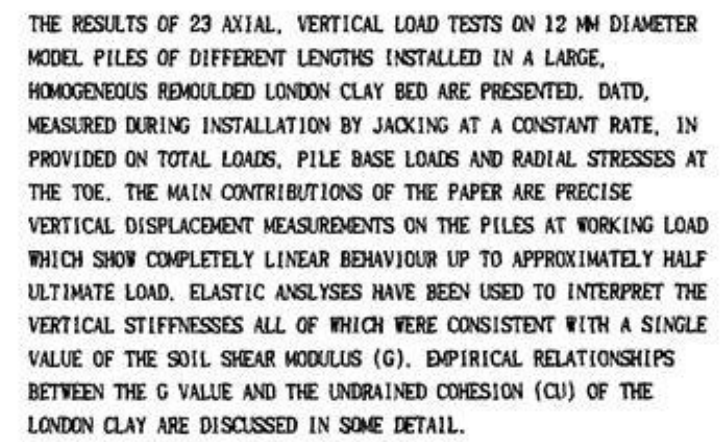 THE RESULTS OF 23 AXIAL, VERTICAL LOAD TESTS ON 12 MM DIAMETER
MODEL PILES OF DIFFERENT LENGTHS INSTALLED IN A LARGE,
HOMOGENEOUS REMOULDED LONDON CLAY BED ARE PRESENTED. DATD,
MEASURED DURING INSTALLATION BY JACKING AT A CONSTANT RATE, IN
PROVIDED ON TOTAL LOADS, PILE BASE LOADS AND RADIAL STRESSES AT
THE TOE. THE MAIN CONTRIBUTIONS OF THE PAPER ARE PRECISE
VERTICAL DISPLACEMENT MEASUREMENTS ON THE PILES AT WORKING LOAD
WHICH SHOW COMPLETELY LINEAR BEHAVIOUR UP TO APPROXIMATELY HALF
ULTIMATE LOAD. ELASTIC ANSLYSES HAVE BEEN USED TO INTERPRET THE
VERTICAL STIFFNESSES ALL OF WHICH WERE CONSISTENT WITH A SINGLE
VALUE OF THE SOIL SHEAR MODULUS (G). EMPIRICAL RELATIONSHIPS
BETWEEN THE G VALUE AND THE UNDRAINED COHESION (CU) OF THE
LONDON CLAY ARE DISCUSSED IN SOME DETAIL.